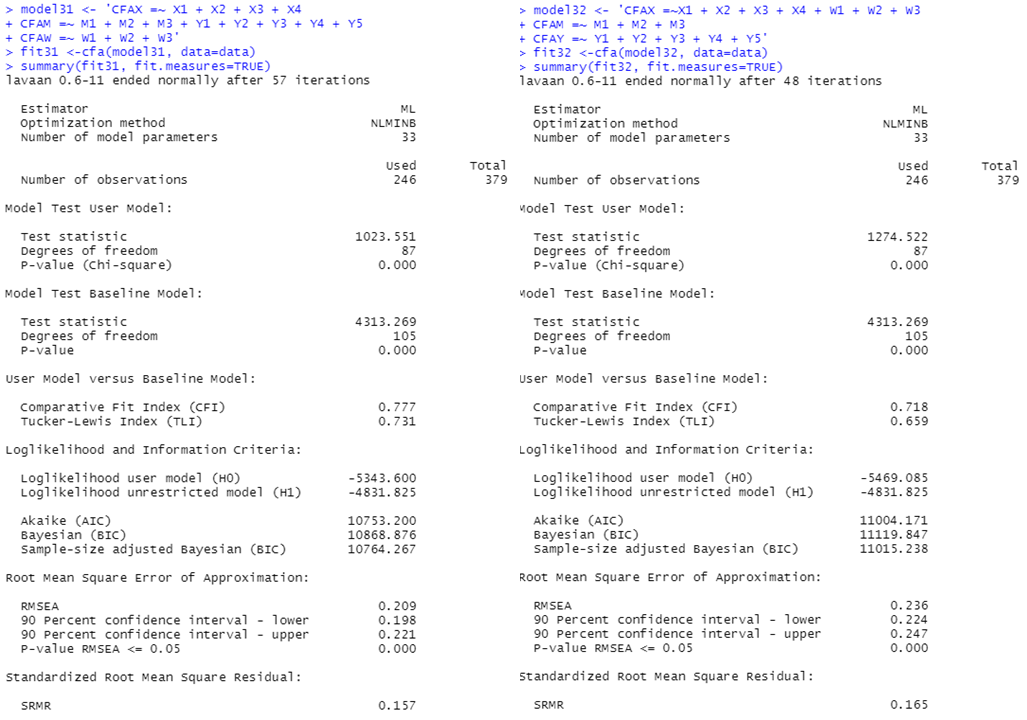 > model31 <- 'CFAX =~ X1 + X2 + X3 + X4
+ CFAM =~ M1 + M2 + M3 + Y1 + Y2 + Y3 + Y4 + Y5
+ CFAW =~ W1 + W2 + W3'
> fit31 <-cfa(model31, data=data)
> summary(fit31, fit.measures=TRUE)
lavaan 0.6-11 ended normally after 57 iterations
Estimator ML
Optimization method NLMINB
Number of model parameters 33
Used Total
Number of observations 246 379
Model Test User Model:
Test statistic 1023.551
Degrees of freedom 87
P-value (Chi-square) 0.000
Model Test Baseline Model:
Test statistic 4313.269
Degrees of freedom 105
P-value 0.000
User Model versus Baseline Model:
Comparative Fit Index (CFI) 0.777
Tucker-Lewis Index (TLI) 0.731
Loglikelihood and Information Criteria:
Loglikelihood user model (H0) -5343.600
Loglikelihood unrestricted model (H1) -4831.825
Akaike (AIC) 10753.200
Bayesian (BIC) 10868.876
Sample-size adjusted Bayesian (BIC) 10764.267
Root Mean Square Error of Approximation:
RMSEA 0.209
90 Percent confidence interval - lower 0.198
90 Percent confidence interval - upper 0.221
P-value RMSEA <= 0.05 0.000
Standardized Root Mean Square Residual:
SRMR 0.157
> model32 <- 'CFAX =~X1 + X2 + X3 + X4 + W1 + W2 + W3
+ CFAM =~ M1 + M2 + M3
+ CFAY =~ Y1 + Y2 + Y3 + Y4 + Y5'
> fit32 <-cfa(model32, data=data)
> summary(fit32, fit.measures=TRUE)
lavaan 0.6-11 ended normally after 48 iterations
Estimator ML
Optimization method NLMINB
Number of model parameters 33
Used Total
Number of observations 246 379
Model Test User Model:
Test statistic 1274.522
Degrees of freedom 87
P-value (Chi-square) 0.000
Model Test Baseline Model:
Test statistic 4313.269
Degrees of freedom 105
P-value 0.000
User Model versus Baseline Model:
Comparative Fit Index (CFI) 0.718
Tucker-Lewis Index (TLI) 0.659
Loglikelihood and Information Criteria:
Loglikelihood user model (H0) -5469.085
Loglikelihood unrestricted model (H1) -4831.825
Akaike (AIC) 11004.171
Bayesian (BIC) 11119.847
Sample-size adjusted Bayesian (BIC) 11015.238
Root Mean Square Error of Approximation:
RMSEA 0.236
90 Percent confidence interval - lower 0.224
90 Percent confidence interval - upper 0.247
P-value RMSEA <= 0.05 0.000
Standardized Root Mean Square Residual:
SRMR 0.165